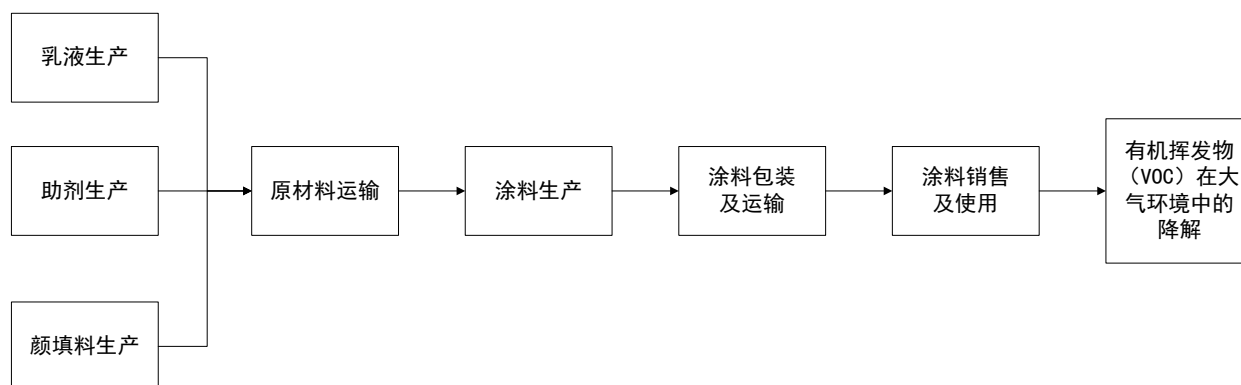 乳液生产
助剂生产
颜填料生产
原材料运输
涂料生产
涂料包装
及运输
涂料销售
及使用
有机挥发物
（VOC）在大
气环境中的
降解